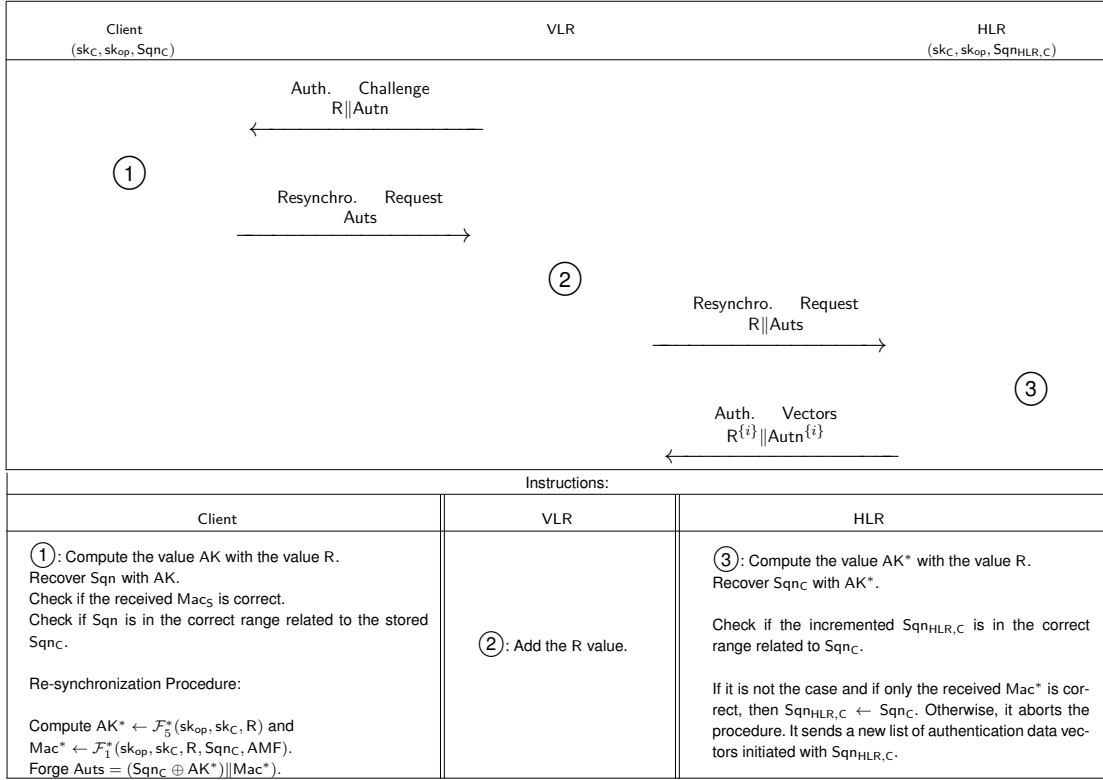 Client VLR HLR
(sk_C, sk_op, Sqn_C) (sk_C, sk_op, Sqn_HLR,C)
Auth. Challenge
R‖Autn
1
Resynchro. Request
Auts
2
Resynchro. Request
R‖Auts
3
Auth. Vectors
R^{i}‖Autn^{i}
Instructions:
Client
①: Compute the value AK with the value R.
Recover Sqn with AK.
Check if the received Mac_S is correct.
Check if Sqn is in the correct range related to the stored
Sqn_C.
Re-synchronization Procedure:
Compute AK* ← F_5*(sk_op, sk_C, R) and
Mac* ← F_1*(sk_op, sk_C, R, Sqn_C, AMF).
Forge Auts = (Sqn_C ⊕ AK*)‖Mac*).
VLR
②: Add the R value.
HLR
③: Compute the value AK* with the value R.
Recover Sqn_C with AK*.
Check if the incremented Sqn_HLR,C is in the correct
range related to Sqn_C.
If it is not the case and if only the received Mac* is cor-
rect, then Sqn_HLR,C ← Sqn_C. Otherwise, it aborts the
procedure. It sends a new list of authentication data vec-
tors initiated with Sqn_HLR,C.